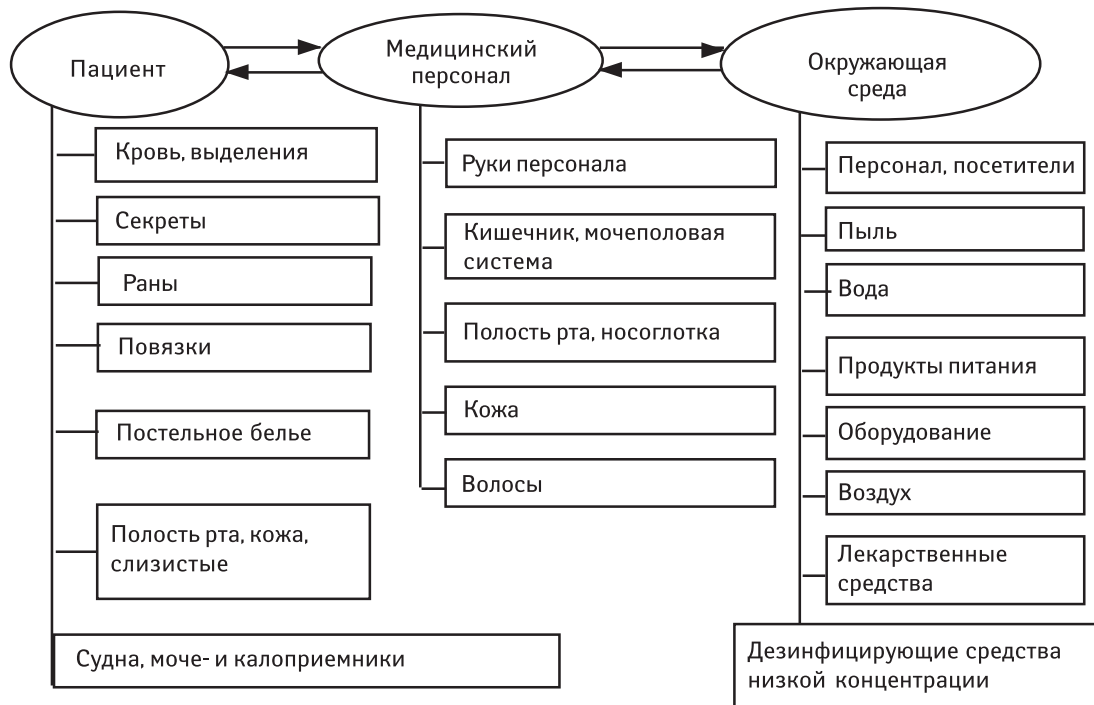 Пациент
Медицинский
персонал
Окружающая
среда
Кровь, выделения
Секреты
Раны
Повязки
Постельное белье
Полость рта, кожа,
слизистые
Судна, моче- и калоприемники
Руки персонала
Кишечник, мочеполовая
система
Полость рта, носоглотка
Кожа
Волосы
Персонал, посетители
Пыль
Вода
Продукты питания
Оборудование
Воздух
Лекарственные
средства
Дезинфицирующие средства
низкой концентрации